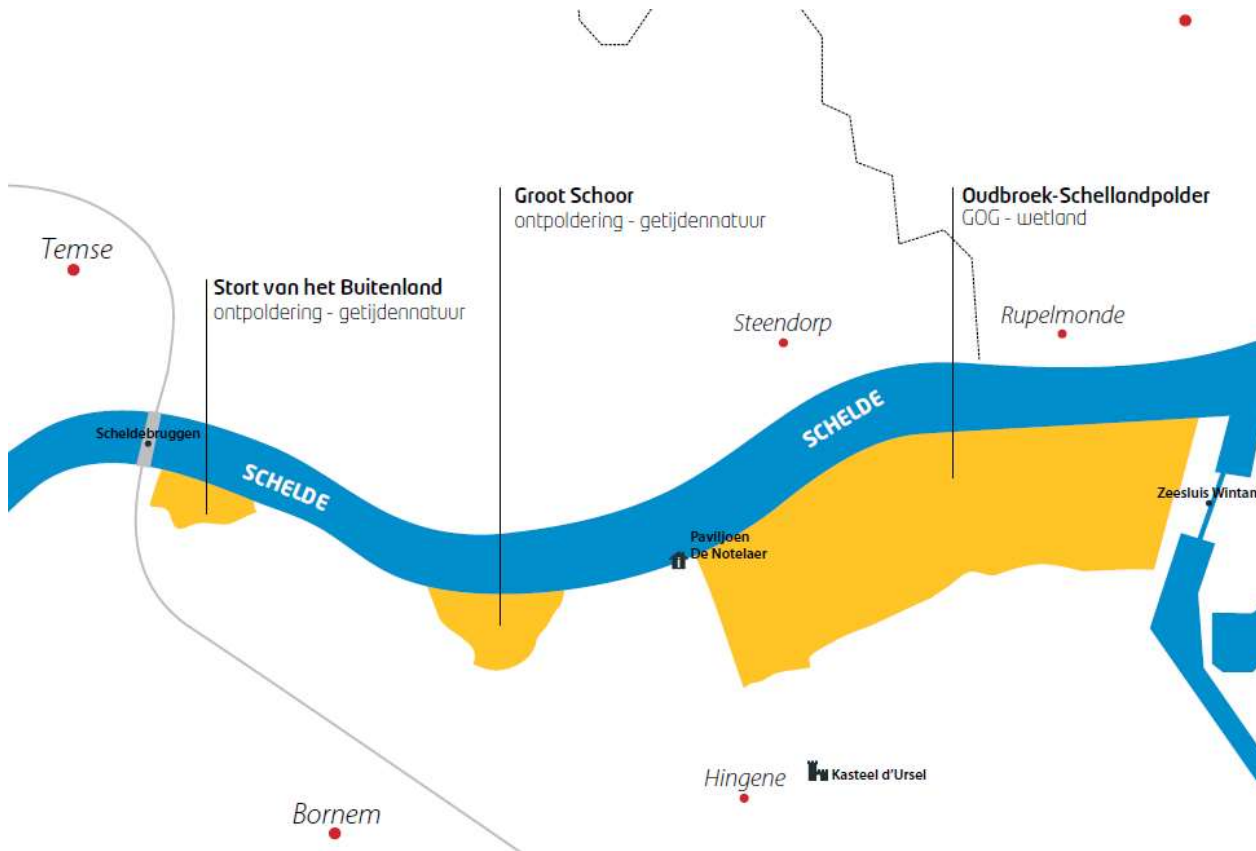 Groot Schoor
ontpoldering - getijdennatuur
Oudbroek-Schellandpolder
GOG - wetland
Temse
Stort van het Buitenland
ontpoldering - getijdennatuur
Steendorp
Rupelmonde
SCHELDE
Scheldebruggen
SCHELDE
Zeesluis Wintam
Paviljoen
De Notelaer
Hingene
Kasteel d'Ursel
Bornem